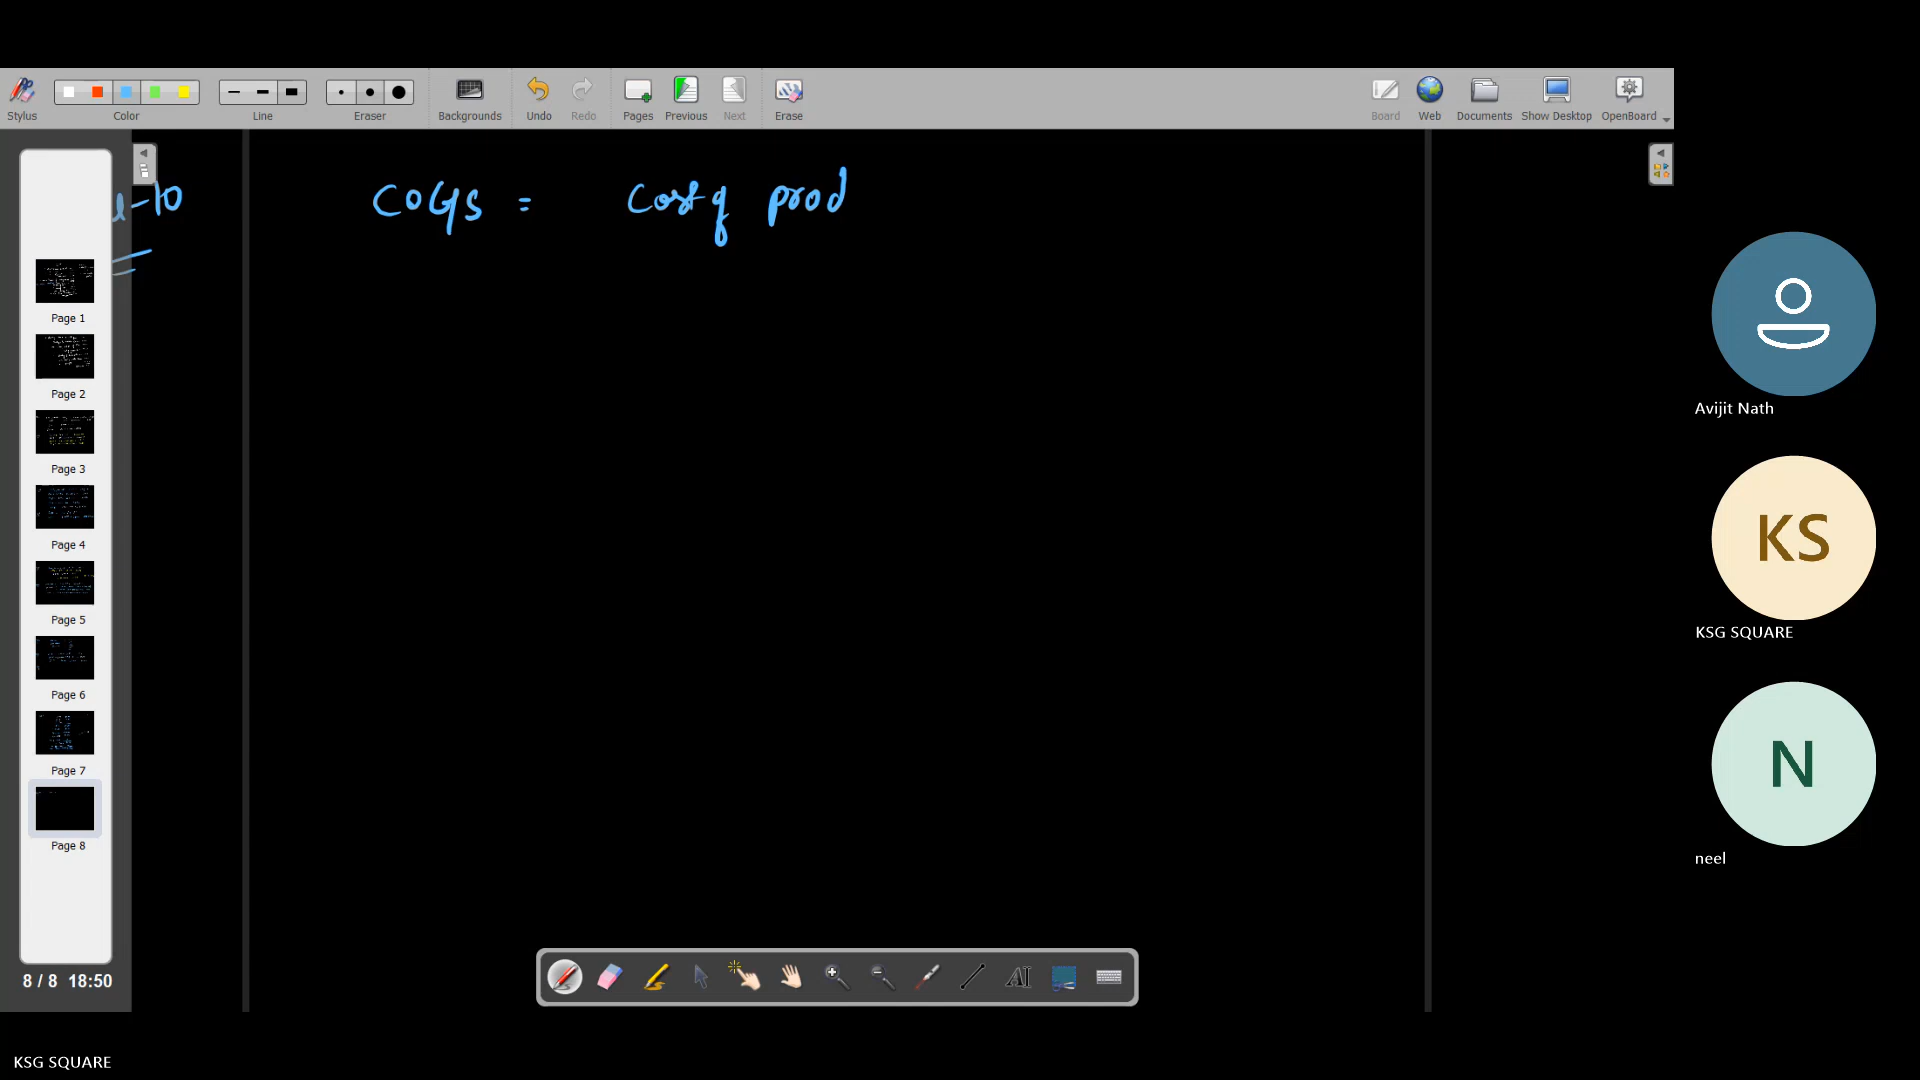 Stylus
Color
Line
Eraser
Backgrounds
Undo
Redo
Pages
Previous
Next
Erase
Board
Web
Documents
Show Desktop
OpenBoard
-10
COGS = Cost of prod
Page 1
Page 2
Page 3
Page 4
Page 5
Page 6
Page 7
Page 8
8 / 8 18:50
AI
Avijit Nath
KS
KSG SQUARE
N
neel
KSG SQUARE